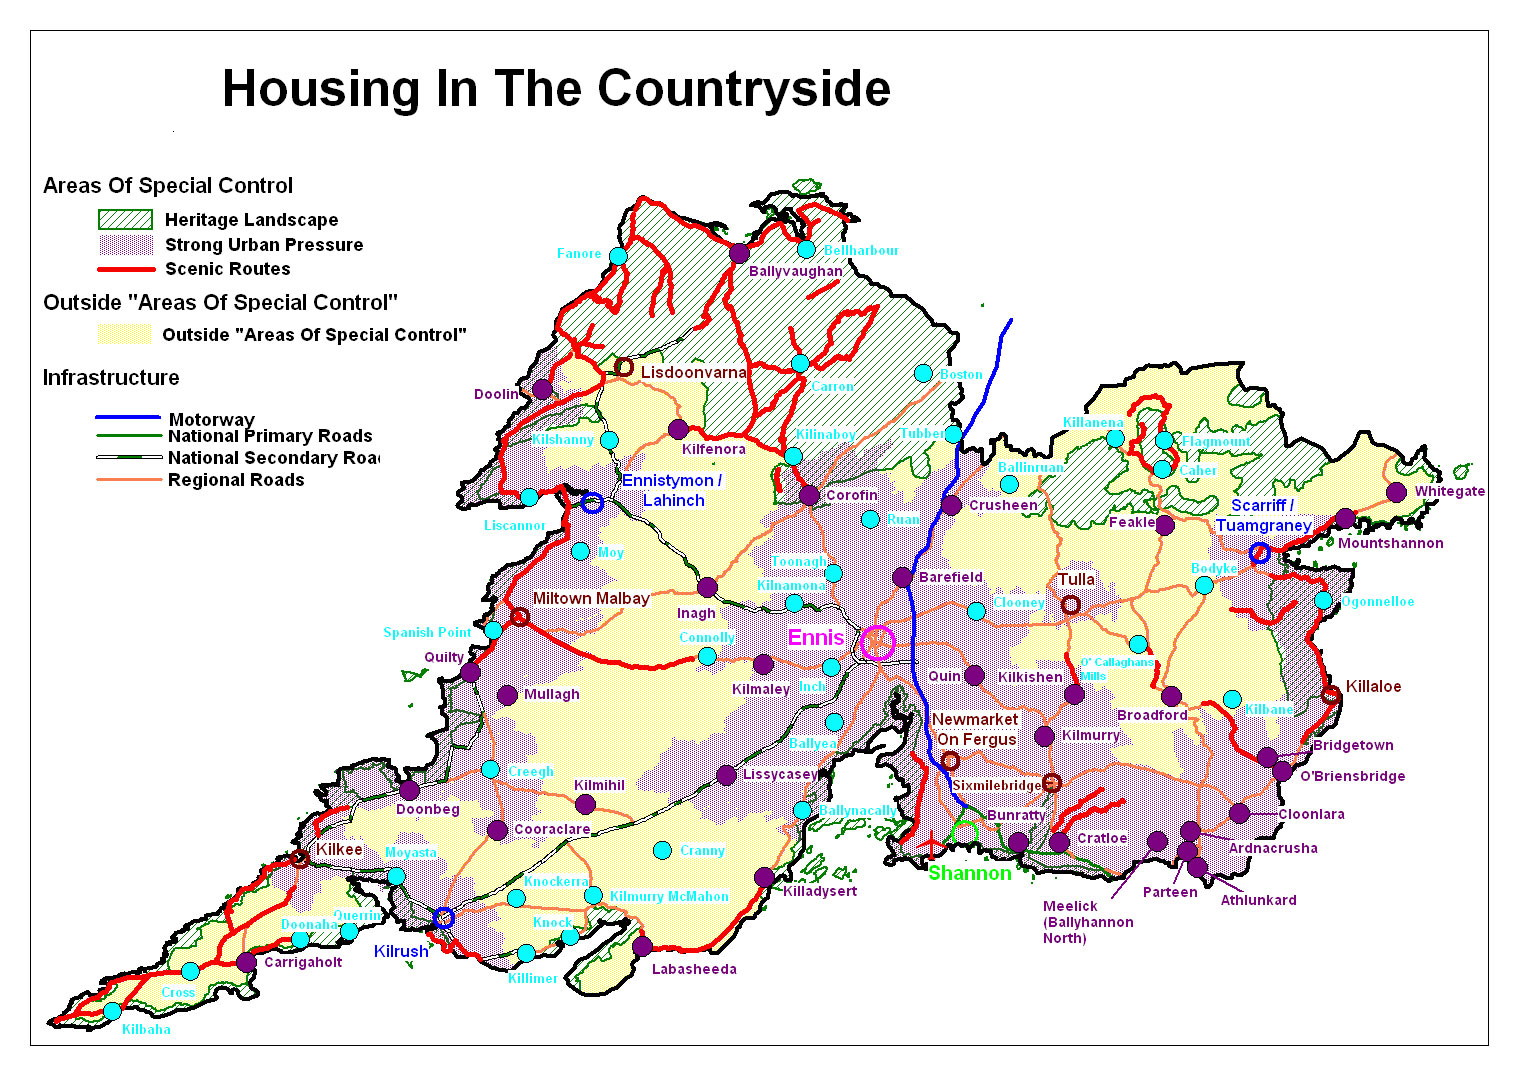 Housing In The Countryside
Areas Of Special Control
Heritage Landscape
Strong Urban Pressure
Scenic Routes
Outside "Areas Of Special Control"
Outside "Areas Of Special Control"
Infrastructure
Motorway
National Primary Roads
National Secondary Roa
Regional Roads
Fanore
Bellharbour
Ballyvaughan
Lisdoonvarna
Carron
Boston
Doolin
Kilshanny
Kilfenora
Kilinaboy
Tubber
Killanena
Flagmount
Caher
Ballinruan
Ennistymon /
Lahinch
Corofin
Crusheen
Whitegate
Scarriff /
Tuamgraney
Liscannor
Ruan
Feakle
Mountshannon
Moy
Toonagh
Barefield
Tulla
Bodyke
Kilnamona
Miltown Malbay
Inagh
Clooney
Ogonnelloe
Spanish Point
Connolly
Ennis
Quilty
Kilmaley
Inch
Quin
Kilkishen
O' Callaghans
Mills
Killaloe
Mullagh
Broadford
Kilbane
Newmarket
On Fergus
Ballyea
Kilmurry
Bridgetown
Creegh
Lissycasey
O'Briensbridge
Kilmihil
Sixmilebridge
Doonbeg
Ballynacally
Bunratty
Cloonlara
Cooraclare
Cratloe
Kilkee
Moyasta
Cranny
Ardnacrusha
Shannon
Knockerra
Kilmurry McMahon
Killadysert
Parteen
Athlunkard
Meelick
(Ballyhannon
North)
Querrin
Doonaha
Knock
Kilrush
Carrigaholt
Labasheeda
Killimer
Cross
Kilbaha